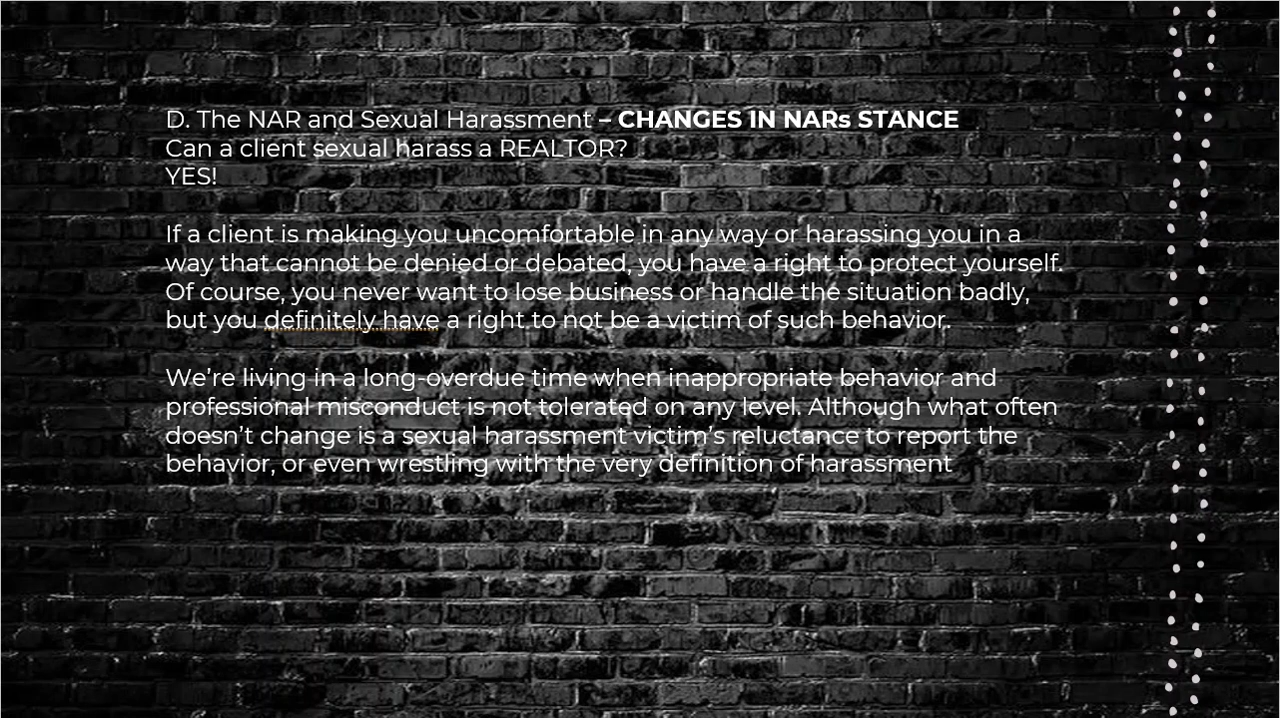 D. The NAR and Sexual Harassment – CHANGES IN NARs STANCE
Can a client sexual harass a REALTOR?
YES!
If a client is making you uncomfortable in any way or harassing you in a
way that cannot be denied or debated, you have a right to protect yourself.
Of course, you never want to lose business or handle the situation badly,
but you definitely have a right to not be a victim of such behavior.
We’re living in a long-overdue time when inappropriate behavior and
professional misconduct is not tolerated on any level. Although what often
doesn’t change is a sexual harassment victim’s reluctance to report the
behavior, or even wrestling with the very definition of harassment